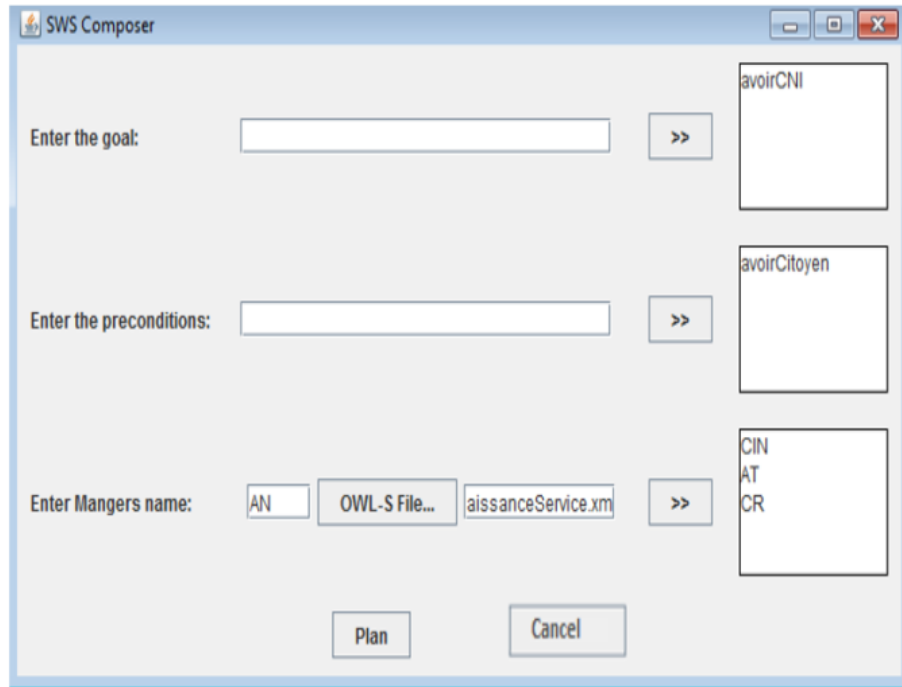 SWS Composer
avoirCNI
Enter the goal:
>>
avoirCitoyen
Enter the preconditions:
>>
CIN
AT
CR
Enter Mangers name:
AN
OWL-S File...
aissanceService.xm
>>
Plan
Cancel